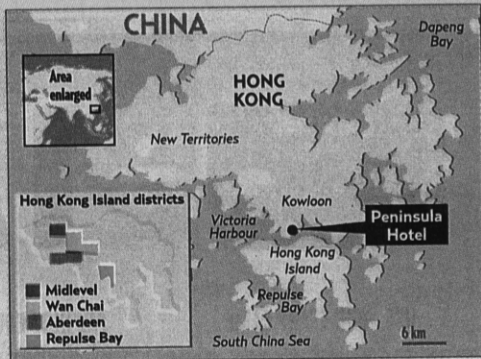 CHINA
Dapeng
Bay
Area
enlarged
HONG
KONG
New Territories
Kowloon
Hong Kong Island districts
Victoria
Harbour
Peninsula
Hotel
Hong Kong
Island
Midlevel
Wan Chai
Aberdeen
Repulse Bay
Repulse
Bay
South China Sea
6 km